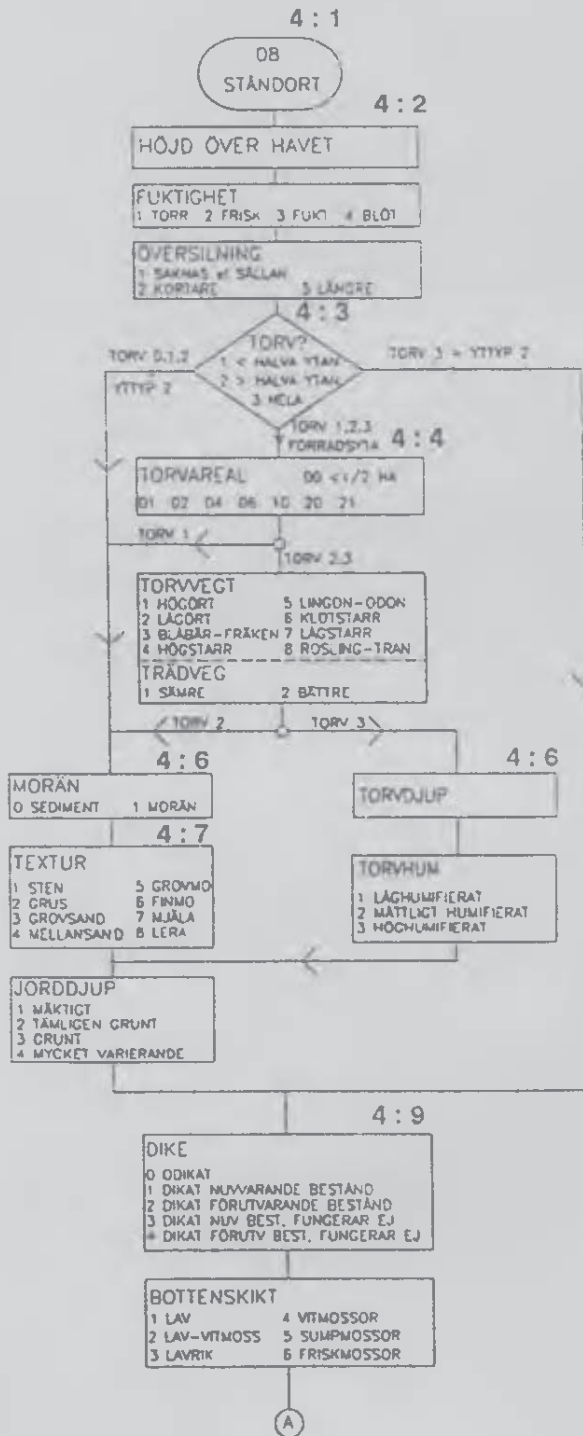 4:1
08
STÅNDORT
4:2
HÖJD ÖVER HAVET
FUKTIGHET
1 TORR 2 FRISK 3 FUKT 4 BLÖT
ÖVERSILNING
1 SAKNAS el SÄLLAN
2 KORTARE 3 LÄNGRE
4:3
TORV?
1 < HALVA YTAN
2 > HALVA YTAN
3 HELA
TORV 0,1,2
YTTYP 2
TORV 3 - YTTYP 2
TORV 1,2,3
FÖRRÅDSYTA
4:4
TORVAREAL 00 <1/2 HA
01 02 04 06 10 20 21
TORV 1
TORV 2,3
TORVVEGT
1 HÖGÖRT 5 LINGON-ODON
2 LÅGÖRT 6 KLOTSTARR
3 BLÅBÄR-FRÄKEN 7 LÅGSTARR
4 HÖGSTARR 8 ROSLING-TRAN
TRÄDVEG
1 SÄMRE 2 BÄTTRE
TORV 2 TORV 3
4:6
MORÄN
0 SEDIMENT 1 MORÄN
4:6
TORVDJUP
4:7
TEXTUR
1 STEN 5 GROVMO
2 GRUS 6 FINMO
3 GROVSAND 7 MJÄLA
4 MELLANSAND 8 LERA
TORVHUM
1 LÅGHUMIFIERAT
2 MÅTTLIGT HUMIFIERAT
3 HÖGHUMIFIERAT
JORDDJUP
1 MÄKTIGT
2 TÄMLIGEN GRUNT
3 GRUNT
4 MYCKET VARIERANDE
4:9
DIKE
0 ODIKAT
1 DIKAT NUVVARANDE BESTÅND
2 DIKAT FÖRUTVARANDE BESTÅND
3 DIKAT NUV BEST, FUNGERAR EJ
4 DIKAT FÖRUTV BEST, FUNGERAR EJ
BOTTENSKIKT
1 LAV 4 VITMOSSOR
2 LAV-VITMOSS 5 SUMPMOSSOR
3 LAVRIK 6 FRISKMOSSOR
A